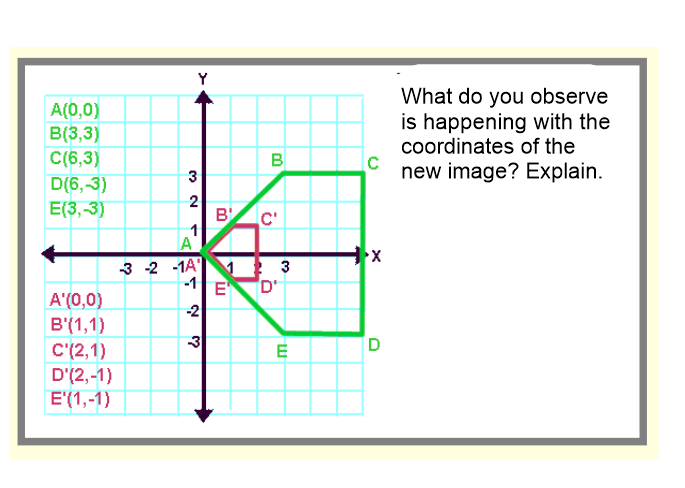 Y
A(0,0)
B(3,3)
C(6,3)
D(6,-3)
E(3,-3)
What do you observe
is happening with the
coordinates of the
new image? Explain.
B
C
3
2
B'
C'
1
A
X
-3 -2 -1 A' 1 2 3
-1
E'
D'
-2
-3
E
D
A'(0,0)
B'(1,1)
C'(2,1)
D'(2,-1)
E'(1,-1)